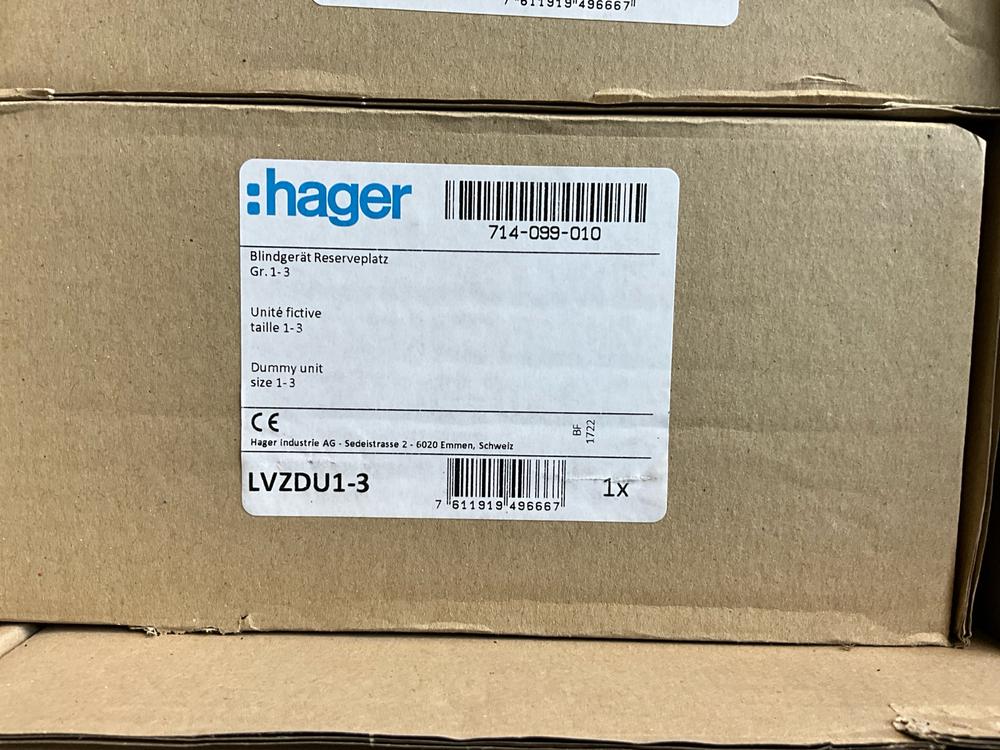 7 611919 496667
:hager
714-099-010
Blindgerät Reserveplatz
Gr. 1-3
Unité fictive
taille 1-3
Dummy unit
size 1-3
CE
BF
1722
Hager Industrie AG - Sedelstrasse 2 - 6020 Emmen, Schweiz
LVZDU1-3
1x
7 611919 496667